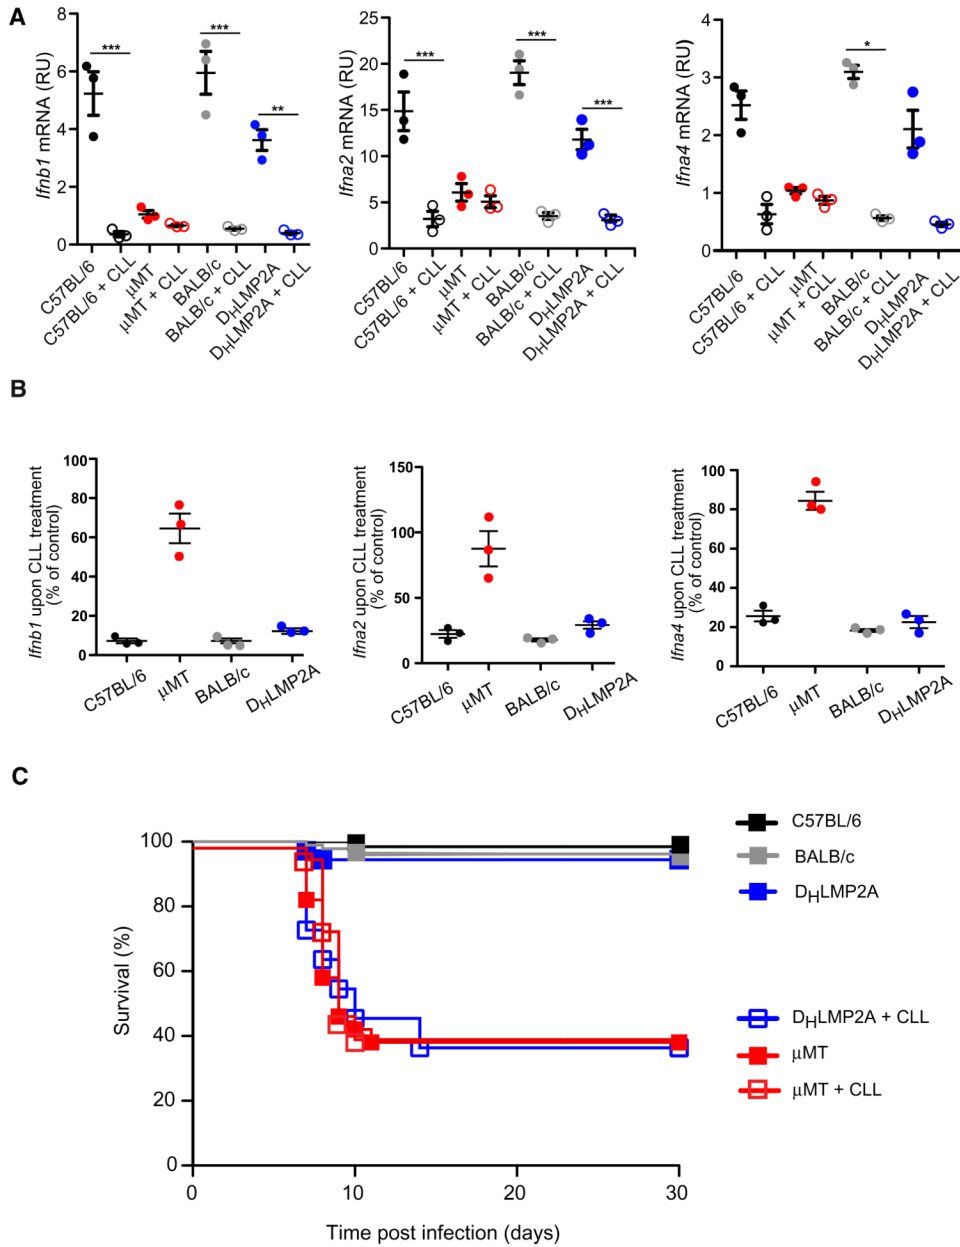 A
Ifnb1 mRNA (RU)
8
6
4
2
0
***
***
**
C57BL/6
C57BL/6 + CLL
μMT
μMT + CLL
BALB/c
BALB/c + CLL
DHLMP2A
DHLMP2A + CLL
Ifna2 mRNA (RU)
25
20
15
10
5
0
***
***
***
C57BL/6
C57BL/6 + CLL
μMT
μMT + CLL
BALB/c
BALB/c + CLL
DHLMP2A
DHLMP2A + CLL
Ifna4 mRNA (RU)
4
3
2
1
0
*
C57BL/6
C57BL/6 + CLL
μMT
μMT + CLL
BALB/c
BALB/c + CLL
DHLMP2A
DHLMP2A + CLL
B
Ifnb1 upon CLL treatment
(% of control)
100
80
60
40
20
0
C57BL/6
μMT
BALB/c
DHLMP2A
Ifna2 upon CLL treatment
(% of control)
150
100
50
0
C57BL/6
μMT
BALB/c
DHLMP2A
Ifna4 upon CLL treatment
(% of control)
100
80
60
40
20
0
C57BL/6
μMT
BALB/c
DHLMP2A
C
Survival (%)
100
80
60
40
20
0
0
10
20
30
Time post infection (days)
C57BL/6
BALB/c
DHLMP2A
DHLMP2A + CLL
μMT
μMT + CLL